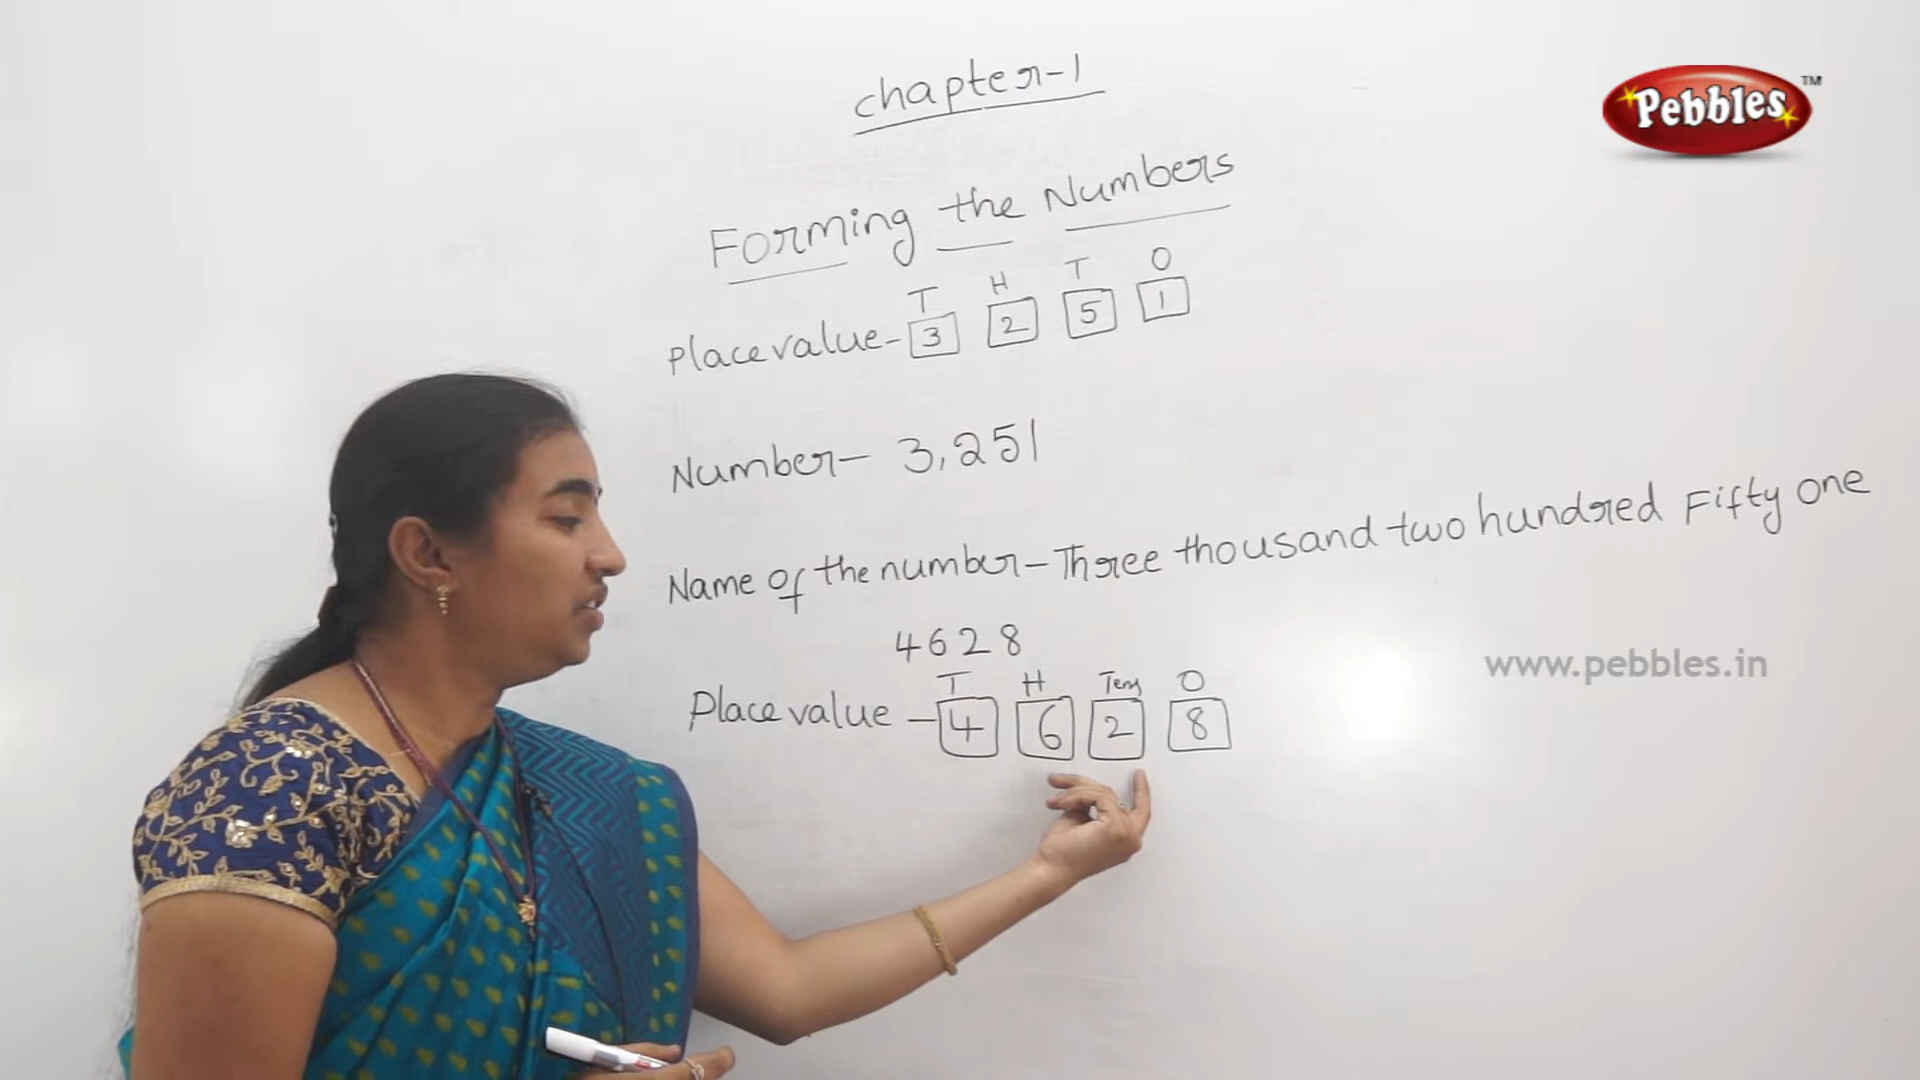 chapter-1
Pebbles TM
Forming the Numbers
T H T O
Place value - 3 2 5 1
Number - 3,251
Name of the number - Three thousand two hundred Fifty one
4628
www.pebbles.in
T H Tens O
Place value - 4 6 2 8